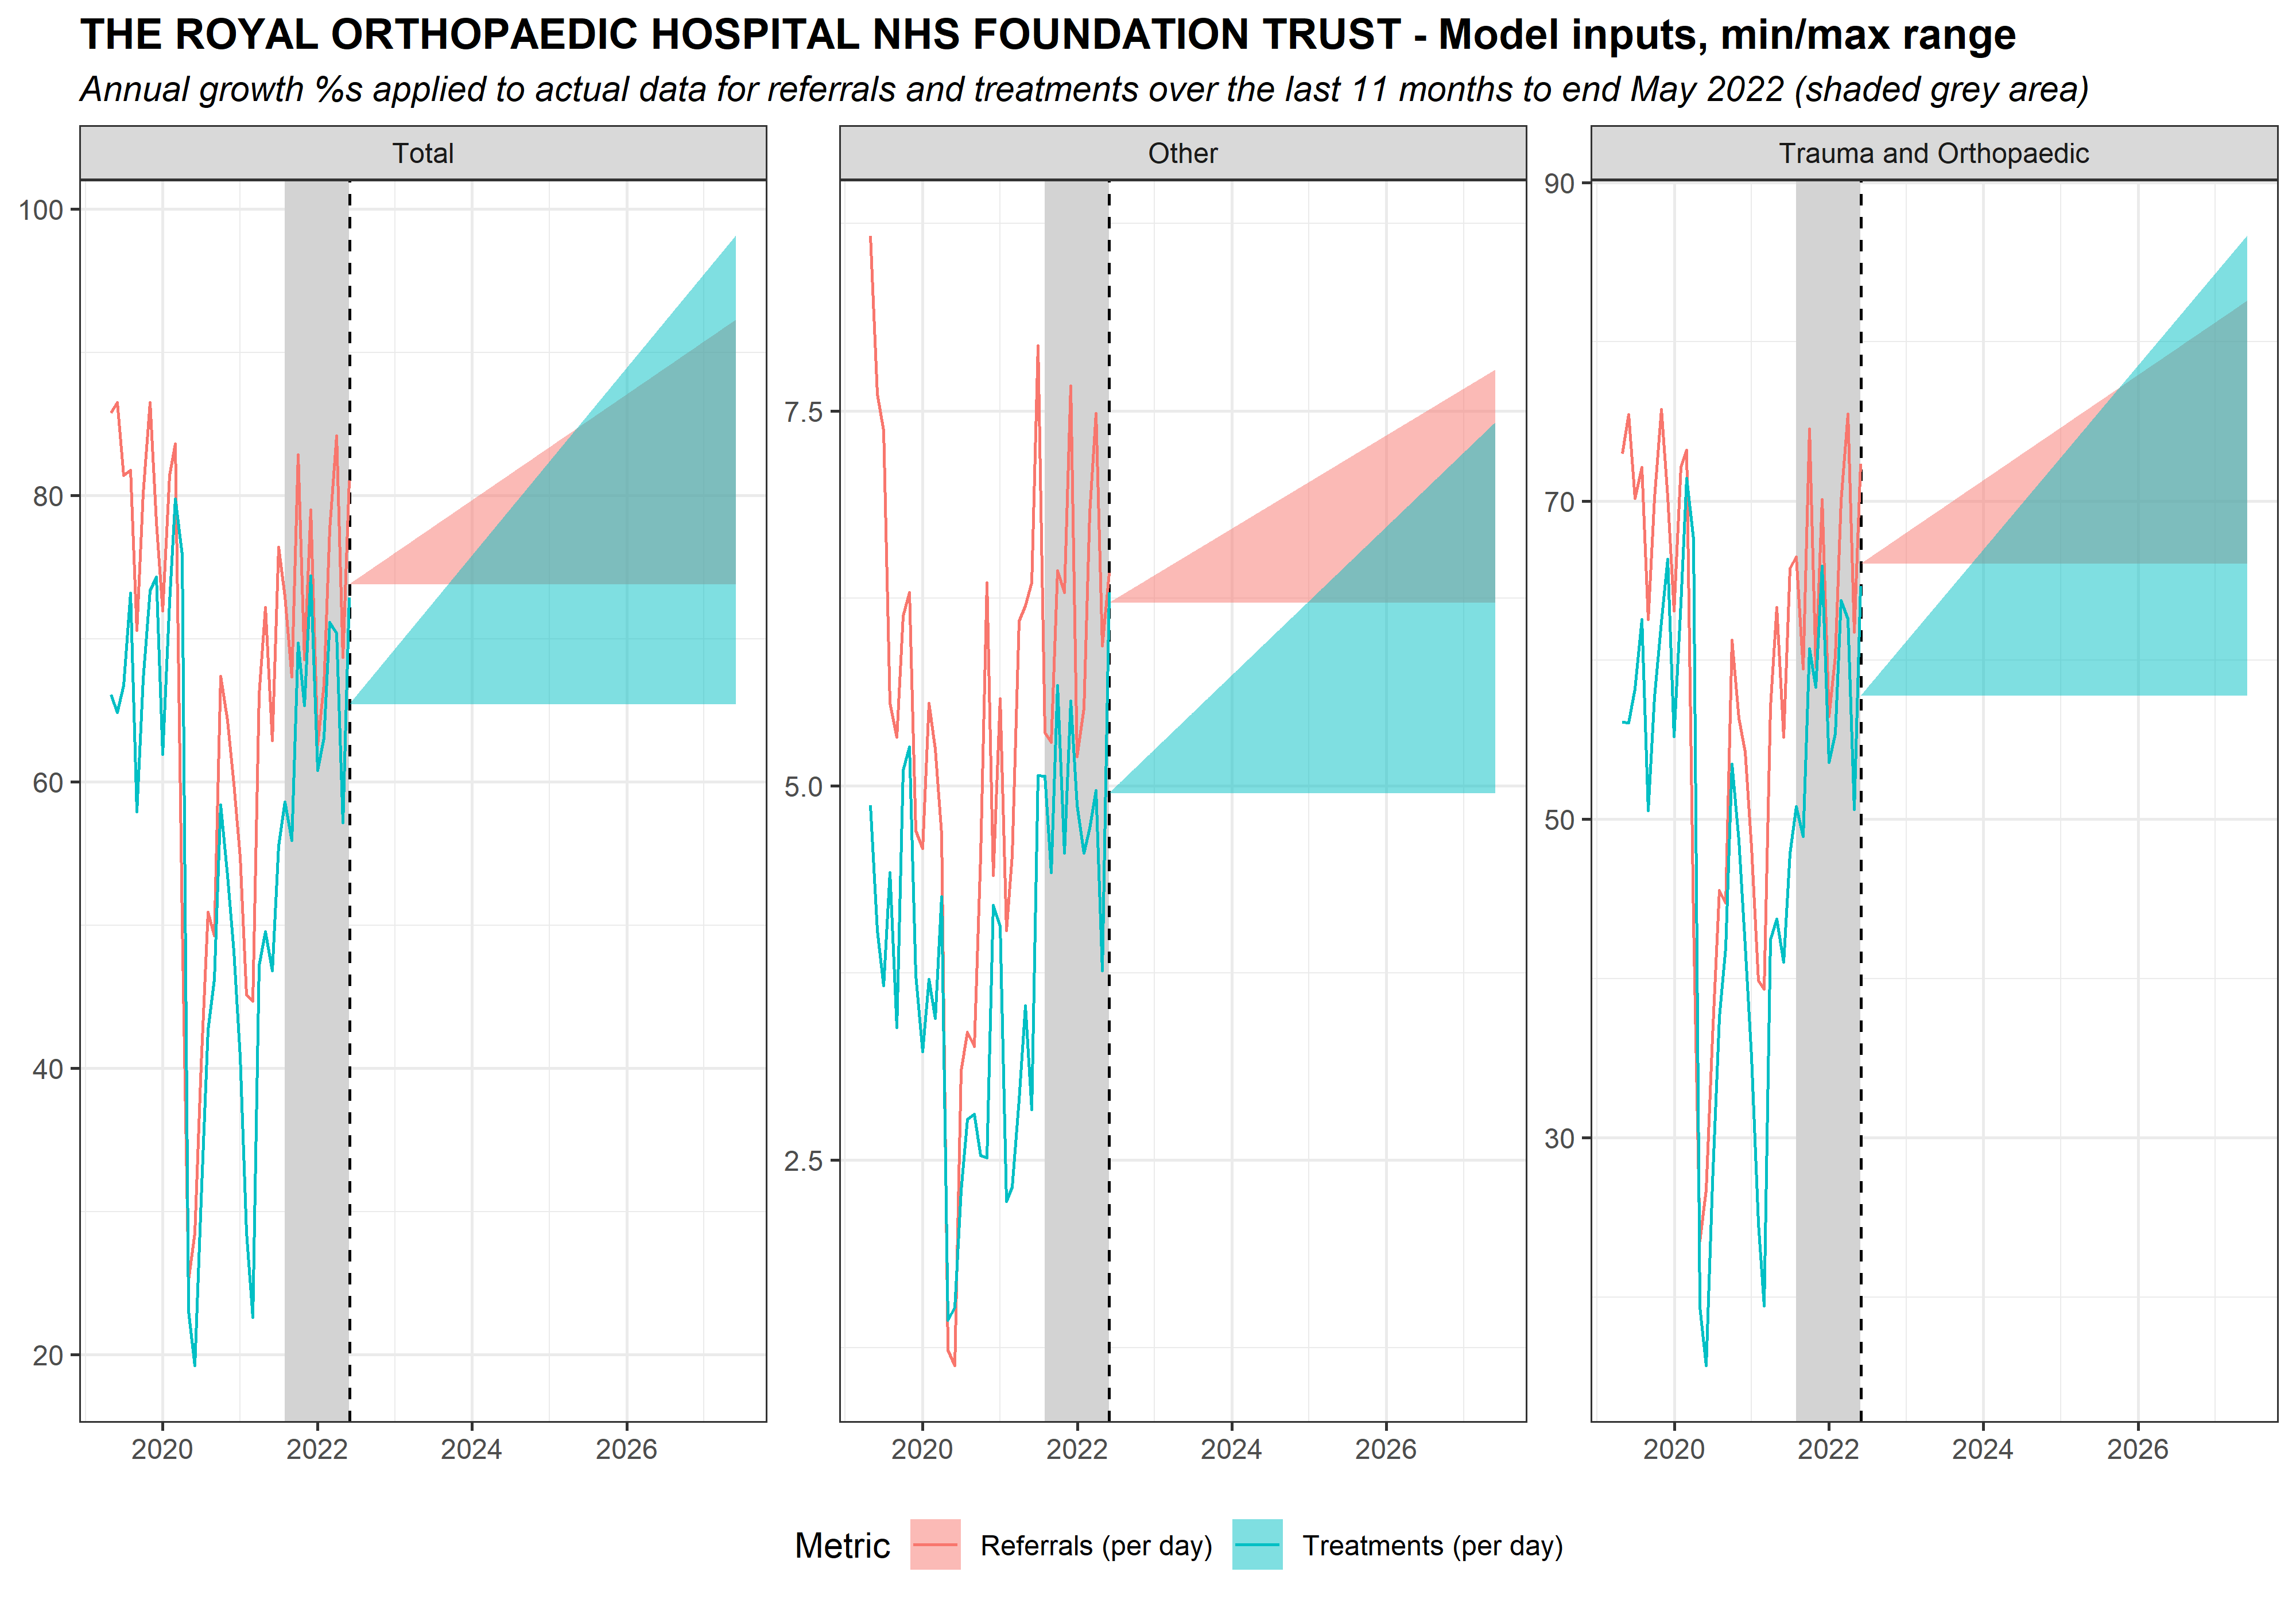 THE ROYAL ORTHOPAEDIC HOSPITAL NHS FOUNDATION TRUST - Model inputs, min/max range
Annual growth %s applied to actual data for referrals and treatments over the last 11 months to end May 2022 (shaded grey area)
Total
Other
Trauma and Orthopaedic
100
80
60
40
20
7.5
5.0
2.5
90
70
50
30
2020 2022 2024 2026
2020 2022 2024 2026
2020 2022 2024 2026
Metric Referrals (per day) Treatments (per day)